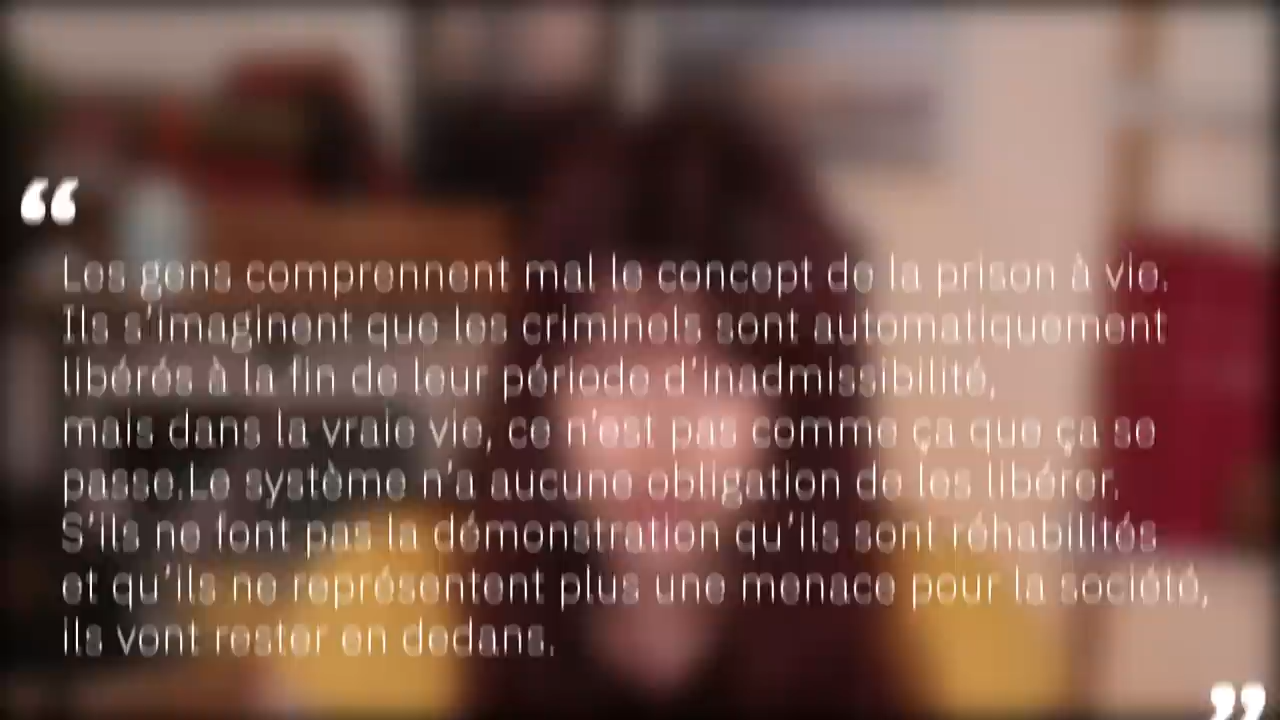 “
Les gens comprennent mal le concept de la prison à vie.
Ils s’imaginent que les criminels sont automatiquement
libérés à la fin de leur période d’inadmissibilité,
mais dans la vraie vie, ce n’est pas comme ça que ça se
passe.Le système n’a aucune obligation de les libérer.
S’ils ne font pas la démonstration qu’ils sont réhabilités
et qu’ils ne représentent plus une menace pour la société,
ils vont rester en dedans.
”